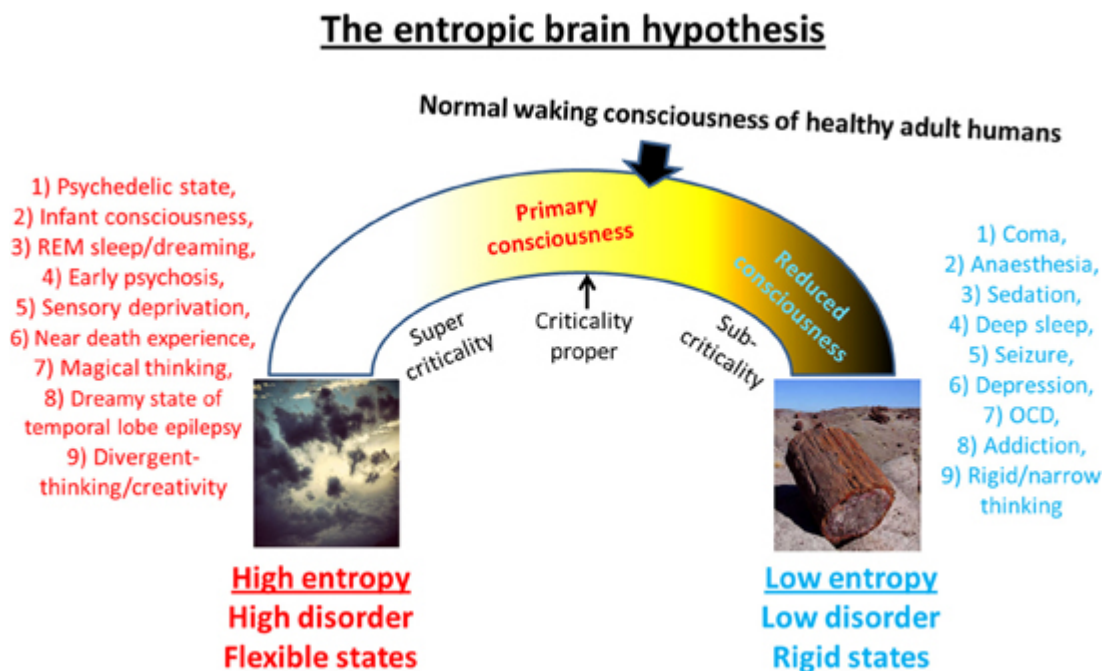 The entropic brain hypothesis
Normal waking consciousness of healthy adult humans
1) Psychedelic state,
2) Infant consciousness,
3) REM sleep/dreaming,
4) Early psychosis,
5) Sensory deprivation,
6) Near death experience,
7) Magical thinking,
8) Dreamy state of
temporal lobe epilepsy
9) Divergent-
thinking/creativity
Primary
consciousness
Reduced
consciousness
Super
criticality
Criticality
proper
Sub-
criticality
1) Coma,
2) Anaesthesia,
3) Sedation,
4) Deep sleep,
5) Seizure,
6) Depression,
7) OCD,
8) Addiction,
9) Rigid/narrow
thinking
High entropy
High disorder
Flexible states
Low entropy
Low disorder
Rigid states